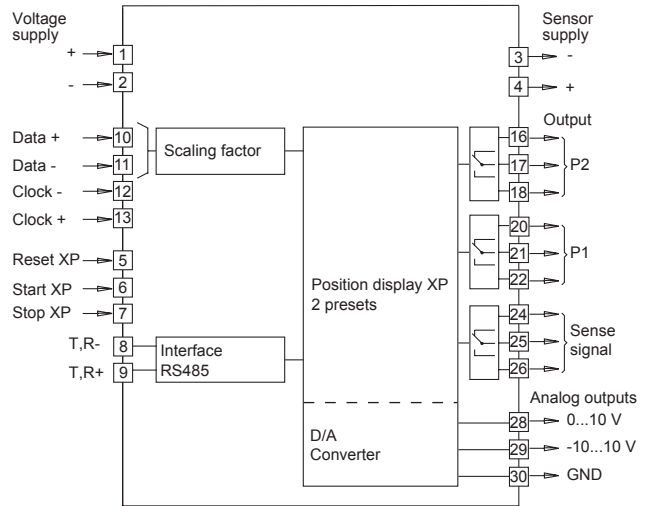 Voltage
supply
+ 1
- 2
Sensor
supply
3 -
4 +
Data + 10
Data - 11
Clock - 12
Clock + 13
Scaling factor
Reset XP 5
Start XP 6
Stop XP 7
T,R- 8
T,R+ 9
Interface
RS485
Position display XP
2 presets
D/A
Converter
Output
16
17 P2
18
20
21 P1
22
24
25
26
Sense
signal
Analog outputs
28 0...10 V
29 -10...10 V
30 GND